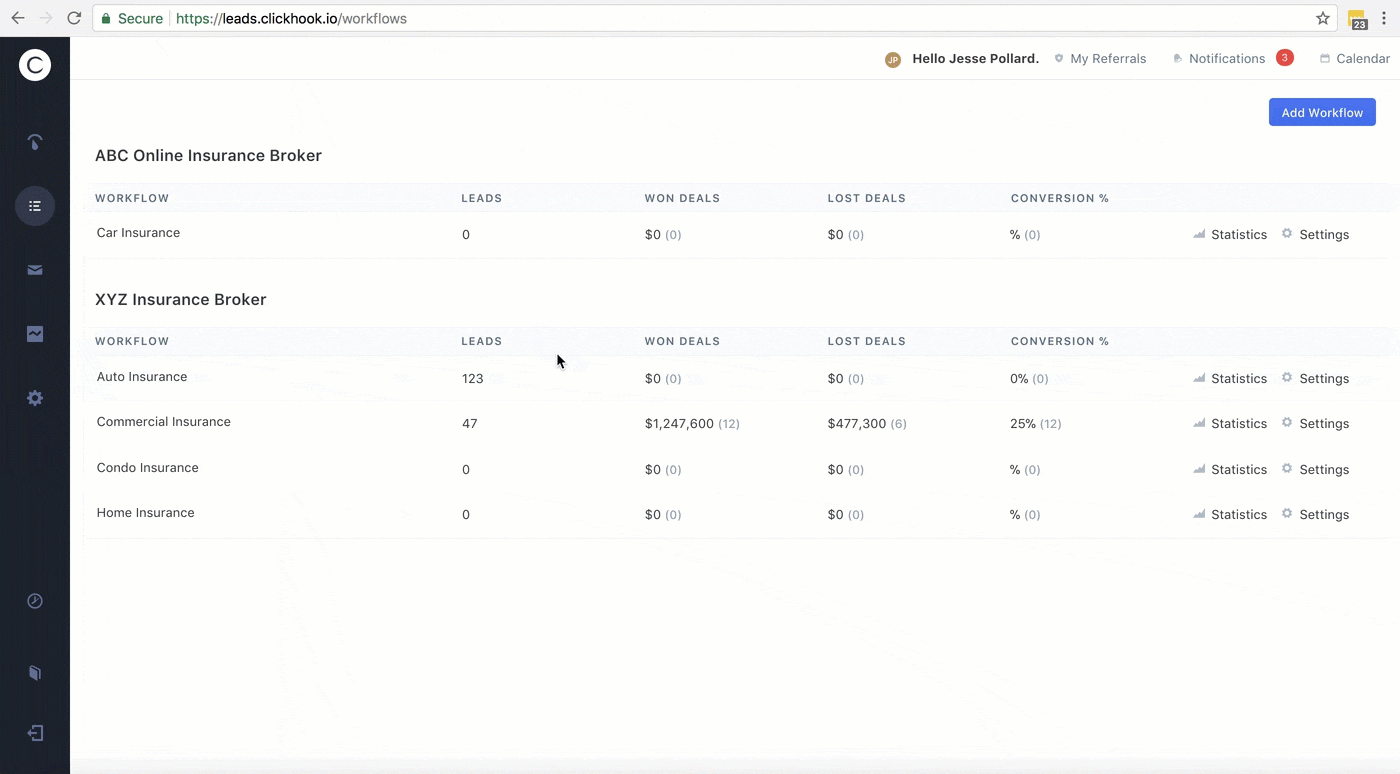 Secure https://leads.clickhook.io/workflows 23
C
JP Hello Jesse Pollard. My Referrals Notifications 3 Calendar
Add Workflow
ABC Online Insurance Broker
WORKFLOW LEADS WON DEALS LOST DEALS CONVERSION %
Car Insurance 0 $0 (0) $0 (0) % (0) Statistics Settings
XYZ Insurance Broker
WORKFLOW LEADS WON DEALS LOST DEALS CONVERSION %
Auto Insurance 123 $0 (0) $0 (0) 0% (0) Statistics Settings
Commercial Insurance 47 $1,247,600 (12) $477,300 (6) 25% (12) Statistics Settings
Condo Insurance 0 $0 (0) $0 (0) % (0) Statistics Settings
Home Insurance 0 $0 (0) $0 (0) % (0) Statistics Settings